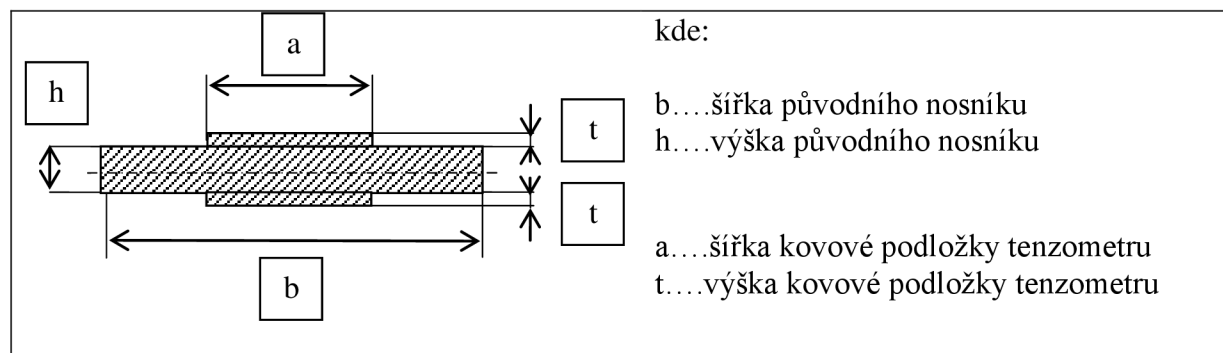 a
h
t
t
b
kde:
b….šířka původního nosníku
h….výška původního nosníku
a….šířka kovové podložky tenzometru
t….výška kovové podložky tenzometru